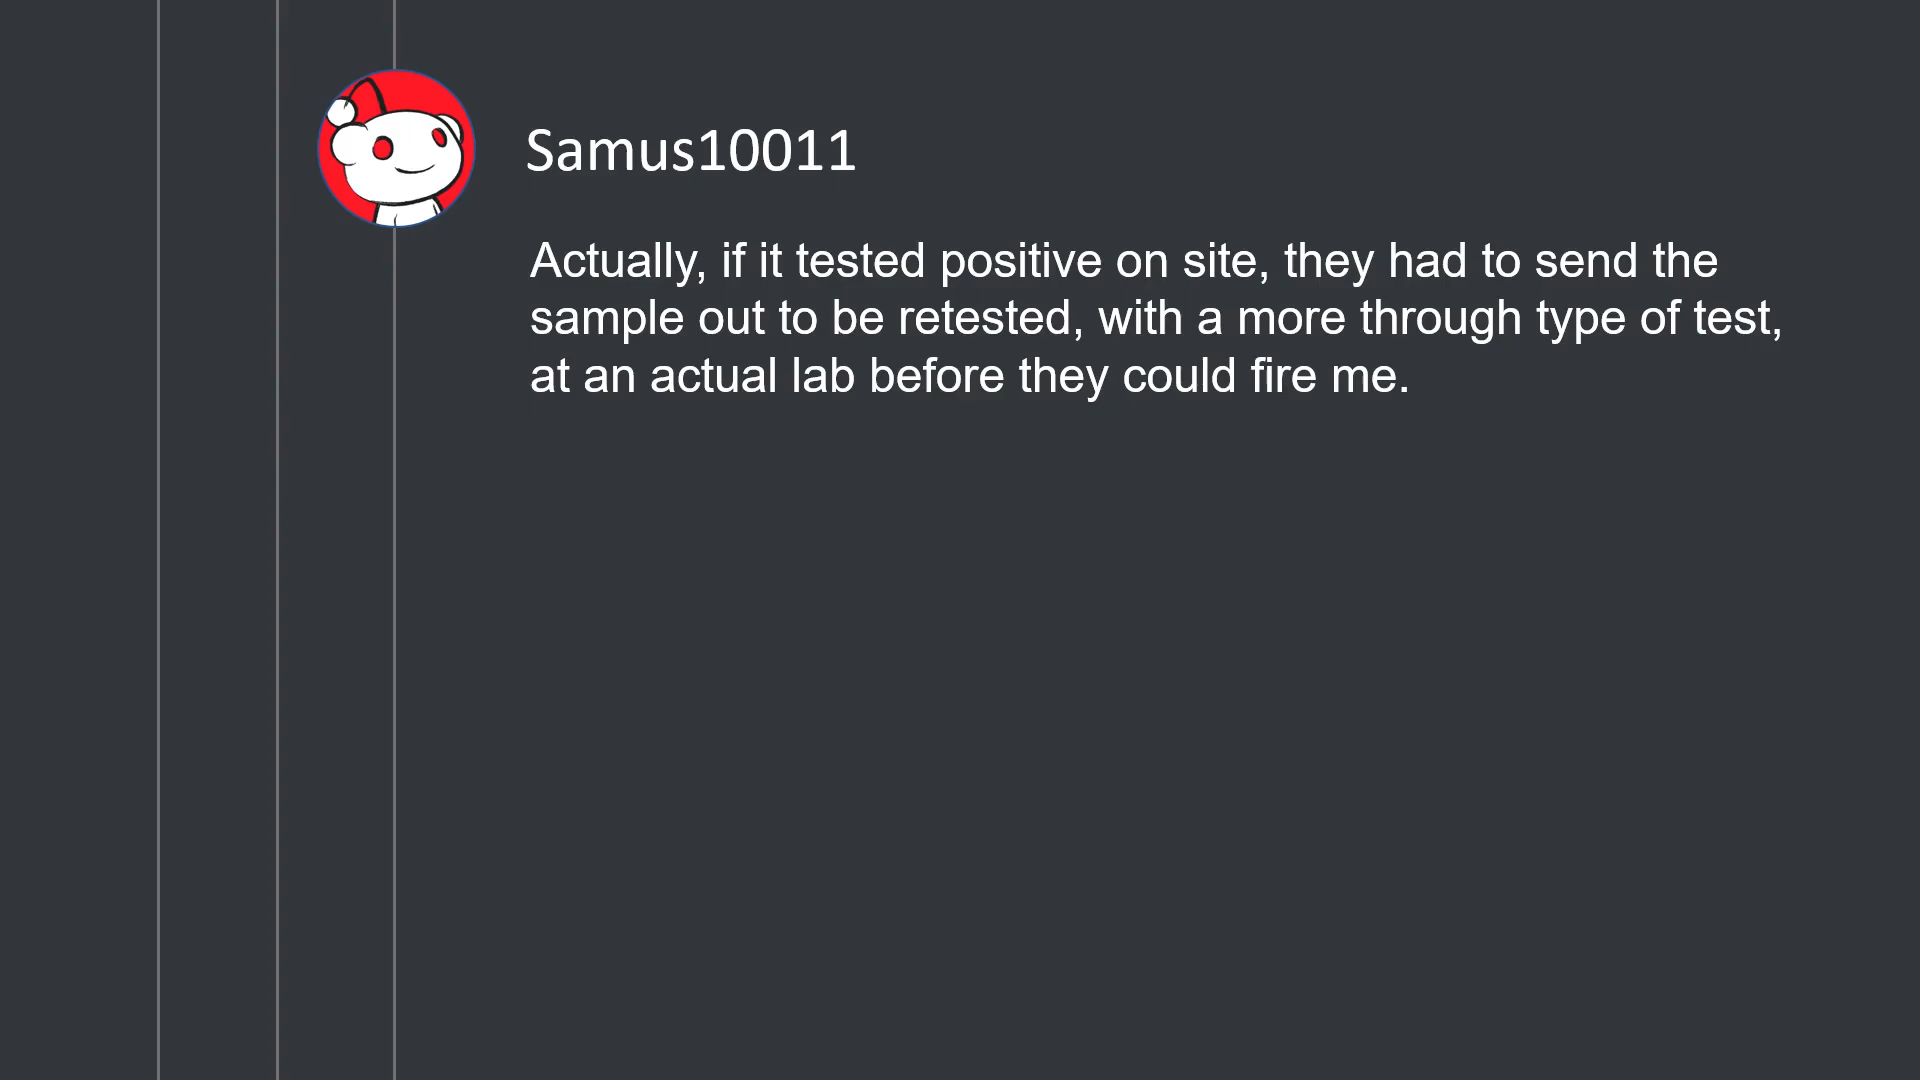 Samus10011
Actually, if it tested positive on site, they had to send the
sample out to be retested, with a more through type of test,
at an actual lab before they could fire me.